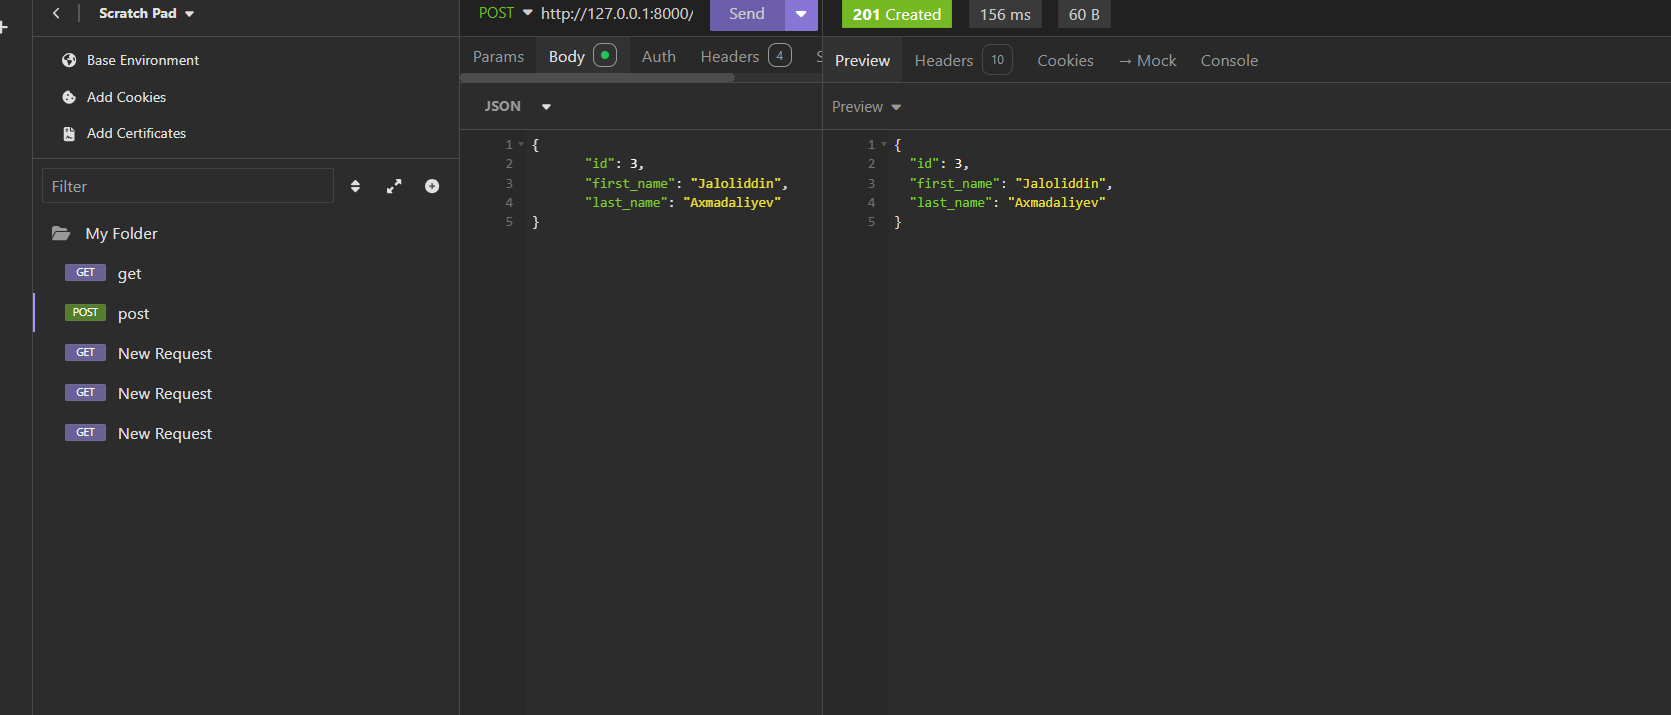 Scratch Pad
Base Environment
Add Cookies
Add Certificates
Filter
My Folder
GET get
POST post
GET New Request
GET New Request
GET New Request
POST http://127.0.0.1:8000/ Send
Params Body Auth Headers 4
JSON
1 {
2 "id": 3,
3 "first_name": "Jaloliddin",
4 "last_name": "Axmadaliyev"
5 }
201 Created 156 ms 60 B
Preview Headers 10 Cookies → Mock Console
Preview
1 {
2 "id": 3,
3 "first_name": "Jaloliddin",
4 "last_name": "Axmadaliyev"
5 }